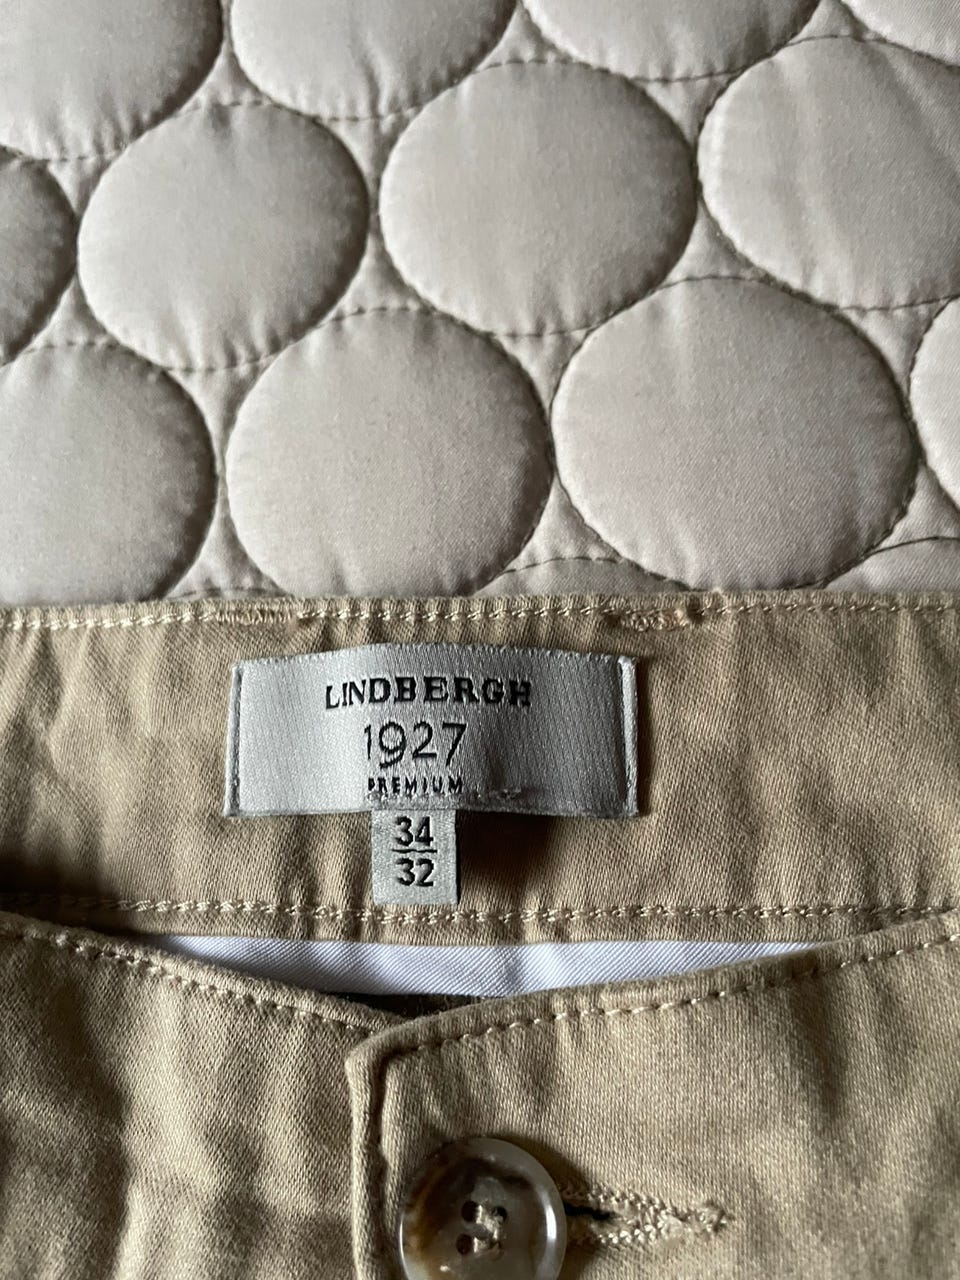 LINDBERGH
1927
PREMIUM
34
32